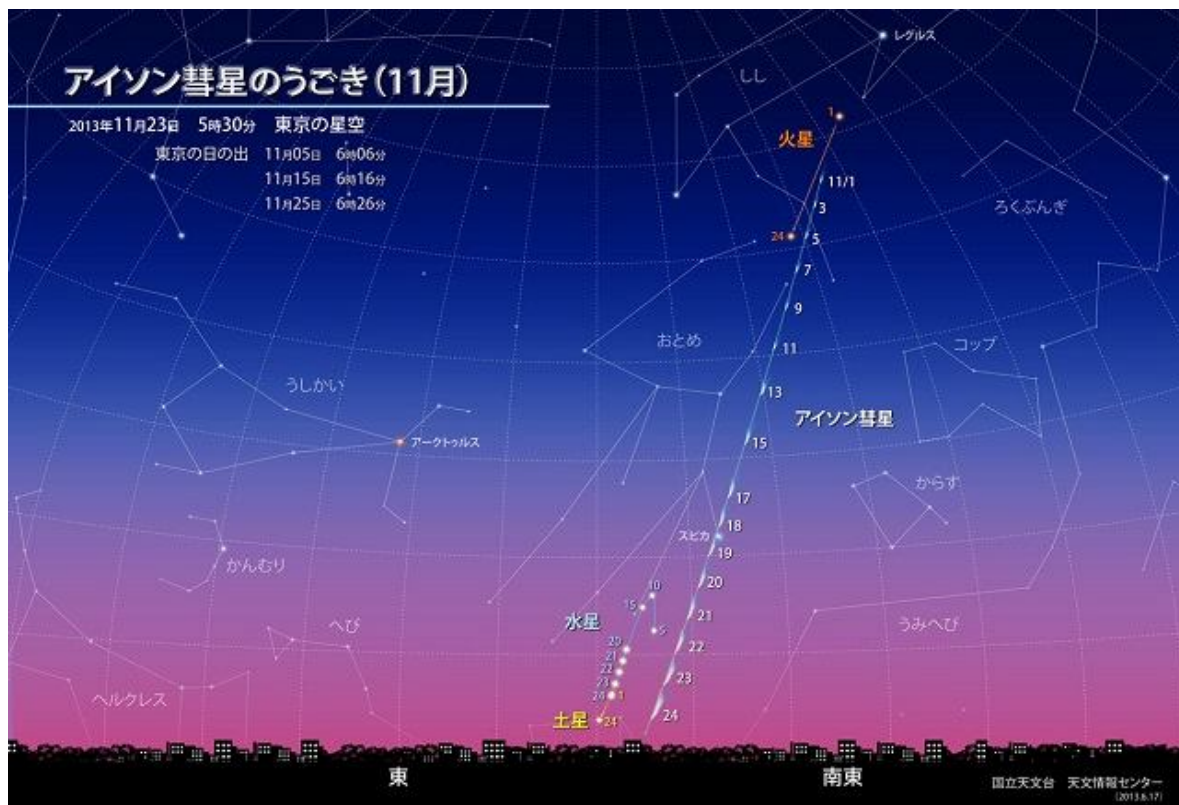 アイソン彗星のうごき(11月)
2013年11月23日 5時30分 東京の星空
東京の日の出 11月05日 6時06分
11月15日 6時16分
11月25日 6時26分
レグルス
しし
1
火星
11/1
3
ろくぶんぎ
24
5
7
9
おとめ
11
コップ
うしかい
13
アイソン彗星
アークトゥルス
15
からす
17
18
スピカ
19
かんむり
20
10
15
水星
21
5
うみへび
へび
20
22
21
22
23
23
ヘルクレス
24
1
24
土星
24
東
南東
国立天文台 天文情報センター
(2013.6.17)